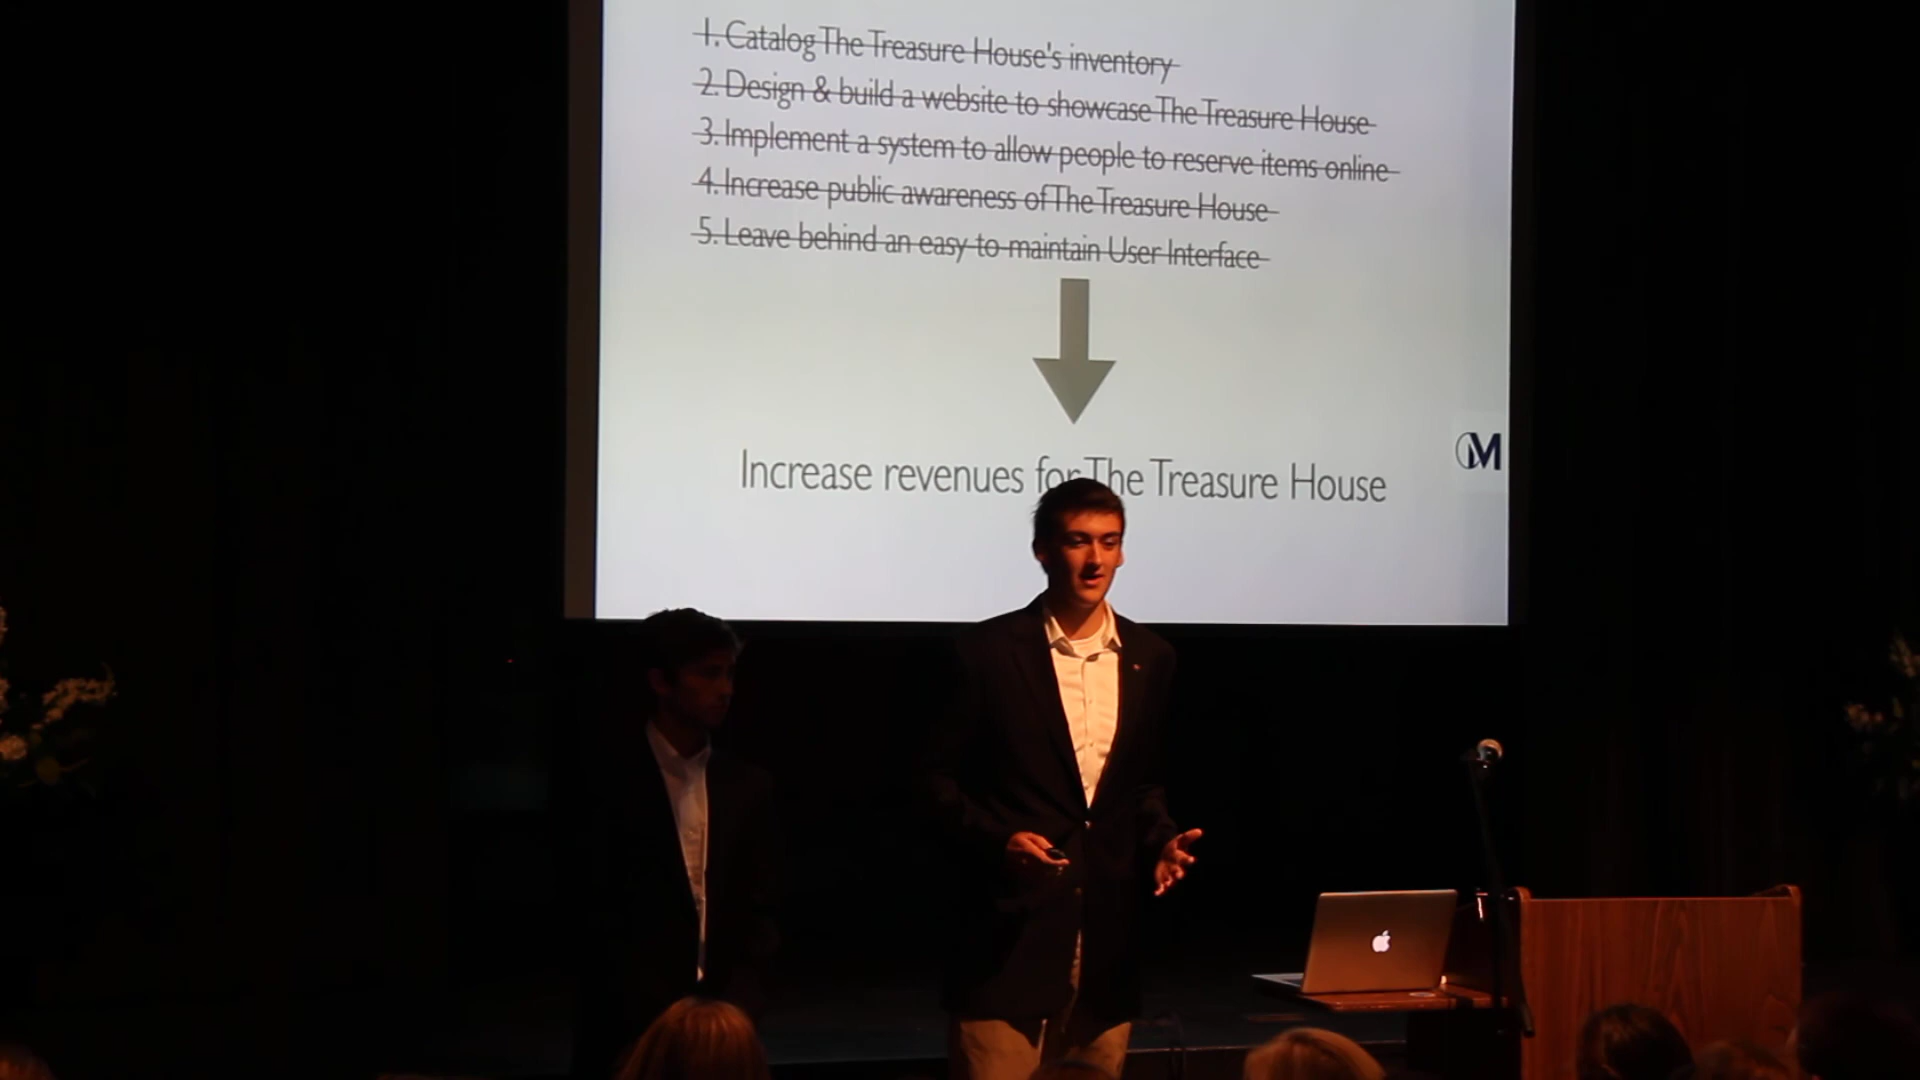 1. Catalog The Treasure House's inventory
2. Design & build a website to showcase The Treasure House
3. Implement a system to allow people to reserve items online
4. Increase public awareness of The Treasure House
5. Leave behind an easy-to-maintain User Interface
Increase revenues for The Treasure House
M